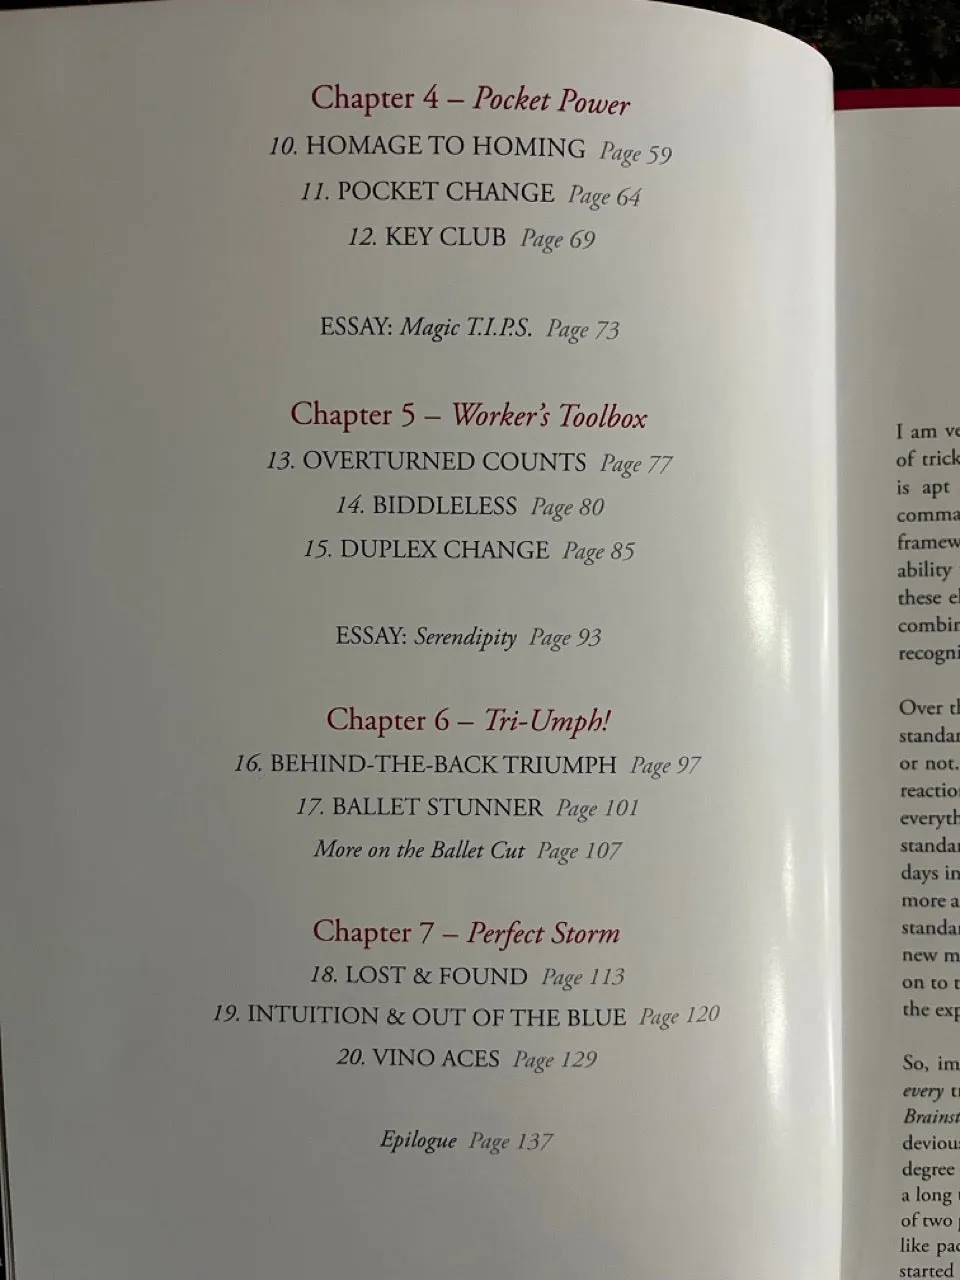 Chapter 4 – Pocket Power
10. HOMAGE TO HOMING Page 59
11. POCKET CHANGE Page 64
12. KEY CLUB Page 69
ESSAY: Magic T.I.P.S. Page 73
Chapter 5 – Worker's Toolbox
13. OVERTURNED COUNTS Page 77
14. BIDDLELESS Page 80
15. DUPLEX CHANGE Page 85
ESSAY: Serendipity Page 93
Chapter 6 – Tri-Umph!
16. BEHIND-THE-BACK TRIUMPH Page 97
17. BALLET STUNNER Page 101
More on the Ballet Cut Page 107
Chapter 7 – Perfect Storm
18. LOST & FOUND Page 113
19. INTUITION & OUT OF THE BLUE Page 120
20. VINO ACES Page 129
Epilogue Page 137
I am
of
is apt
ability
these
Over
or not.
days in
more
new
on to
the
So,
every
degree
a long
of two
like
started